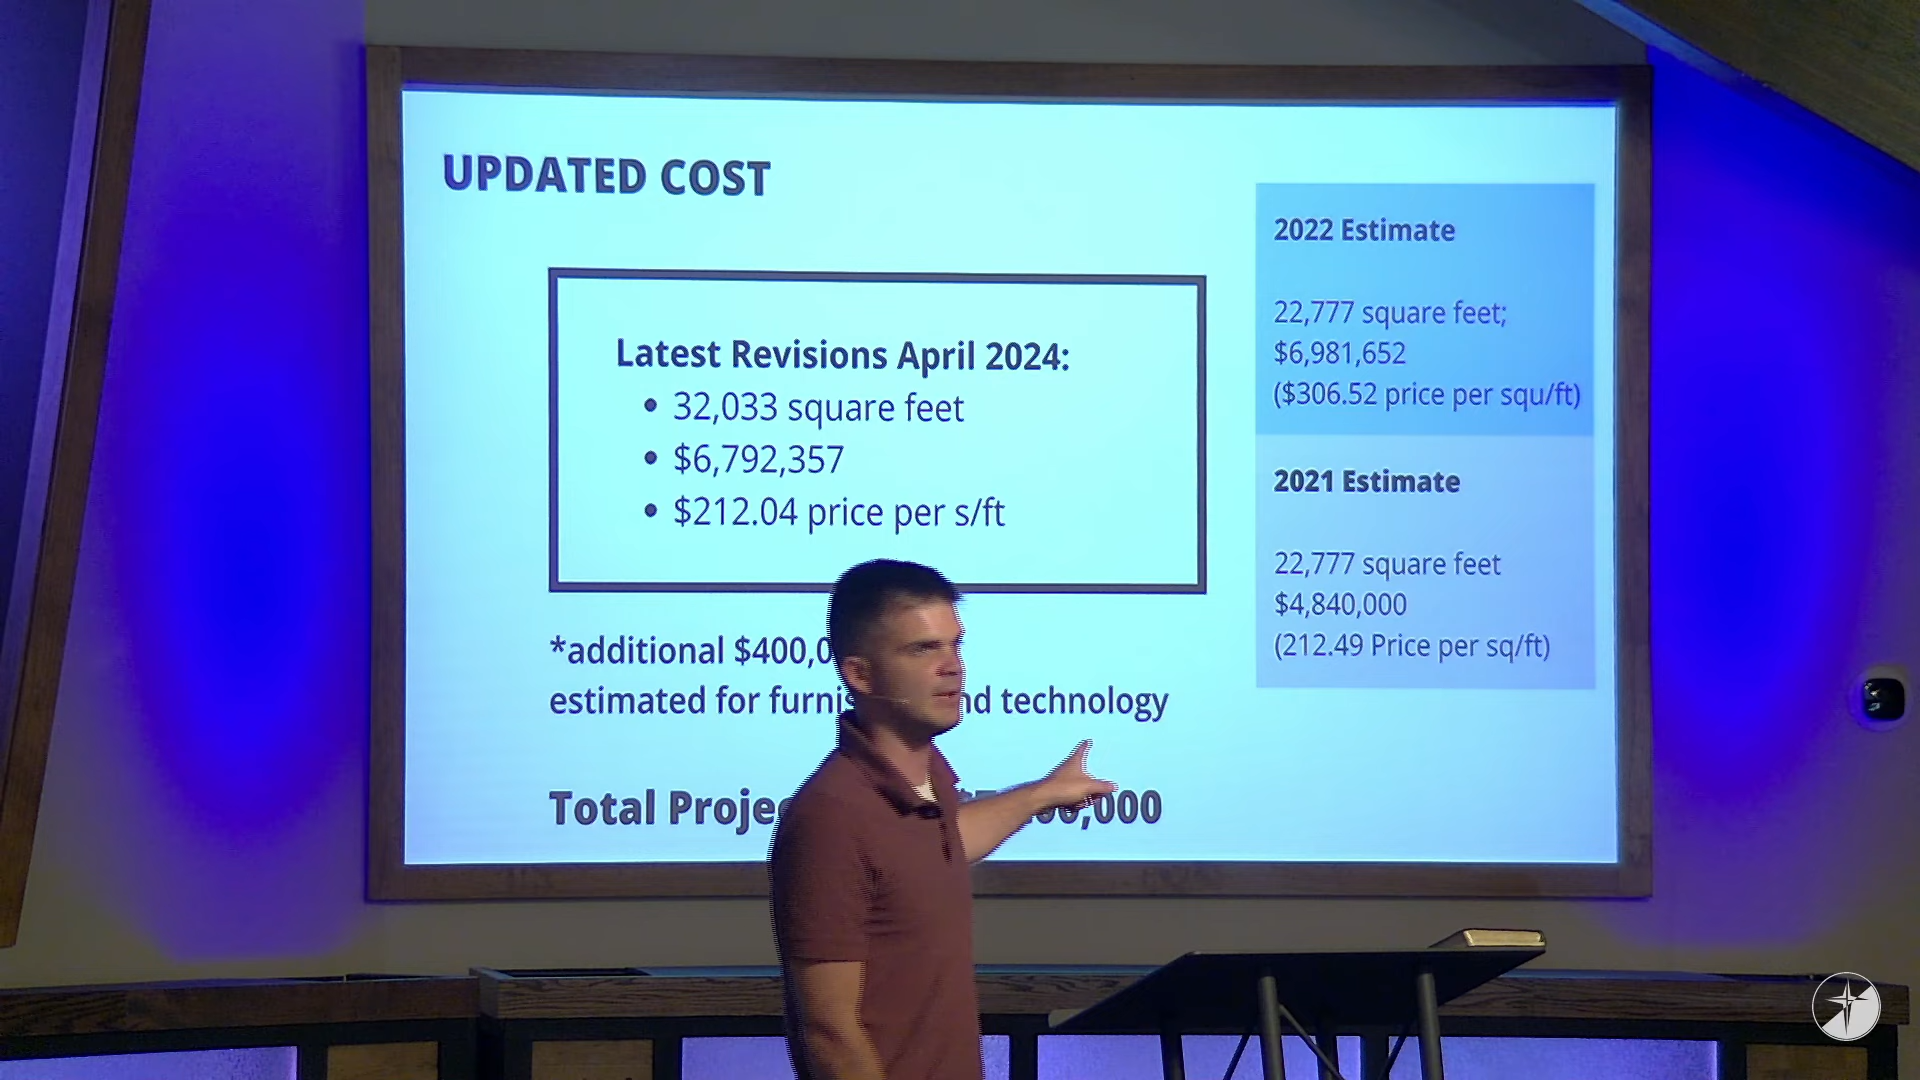 UPDATED COST
Latest Revisions April 2024:
• 32,033 square feet
• $6,792,357
• $212.04 price per s/ft
*additional $400,0
estimated for furnis nd technology
Total Projec 00,000
2022 Estimate
22,777 square feet;
$6,981,652
($306.52 price per squ/ft)
2021 Estimate
22,777 square feet
$4,840,000
(212.49 Price per sq/ft)